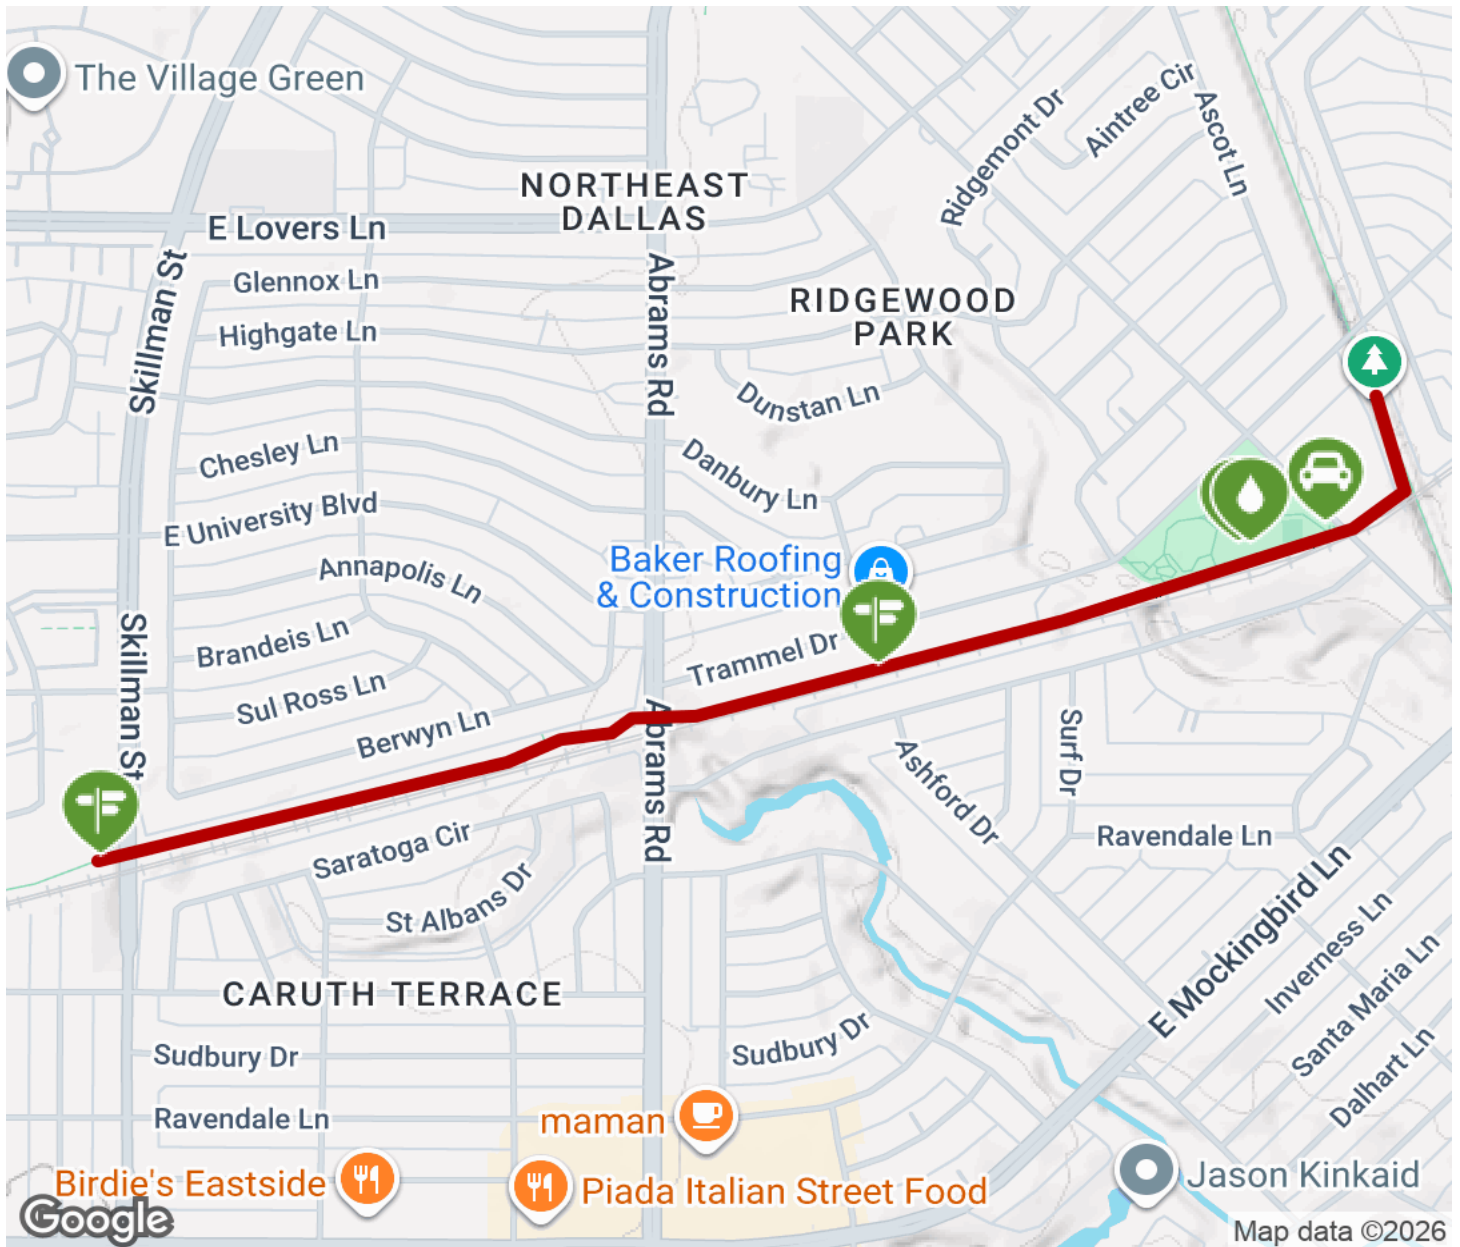 The Village Green
Aintree Cir
Ridgemont Dr
Ascot Ln
NORTHEAST
DALLAS
E Lovers Ln
Skillman St
Glennox Ln
Abrams Rd
RIDGEWOOD
PARK
Highgate Ln
Dunstan Ln
Chesley Ln
Danbury Ln
E University Blvd
Baker Roofing
& Construction
Annapolis Ln
Skillman St
Brandeis Ln
Trammel Dr
Sul Ross Ln
Berwyn Ln
Abrams Rd
Surf Dr
Ashford Dr
Saratoga Cir
Ravendale Ln
St Albans Dr
E Mockingbird Ln
Inverness Ln
CARUTH TERRACE
Santa Maria Ln
Sudbury Dr
Sudbury Dr
Dalhart Ln
Ravendale Ln
maman
Birdie's Eastside
Piada Italian Street Food
Jason Kinkaid
Google
Map data ©2026